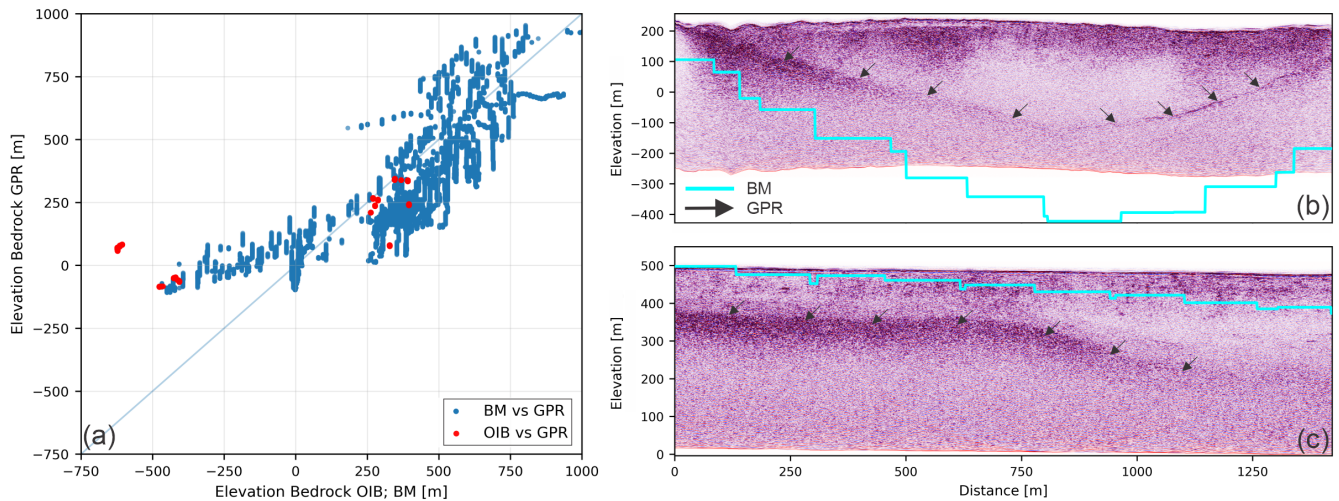 1000
750
500
250
0
−250
−500
−750
Elevation Bedrock GPR [m]
−750
−500
−250
0
250
500
750
1000
Elevation Bedrock OIB; BM [m]
BM vs GPR
OIB vs GPR
(a)
200
100
0
−100
−200
−300
−400
Elevation [m]
BM
GPR
(b)
500
400
300
200
100
0
Elevation [m]
0
250
500
750
1000
1250
Distance [m]
(c)